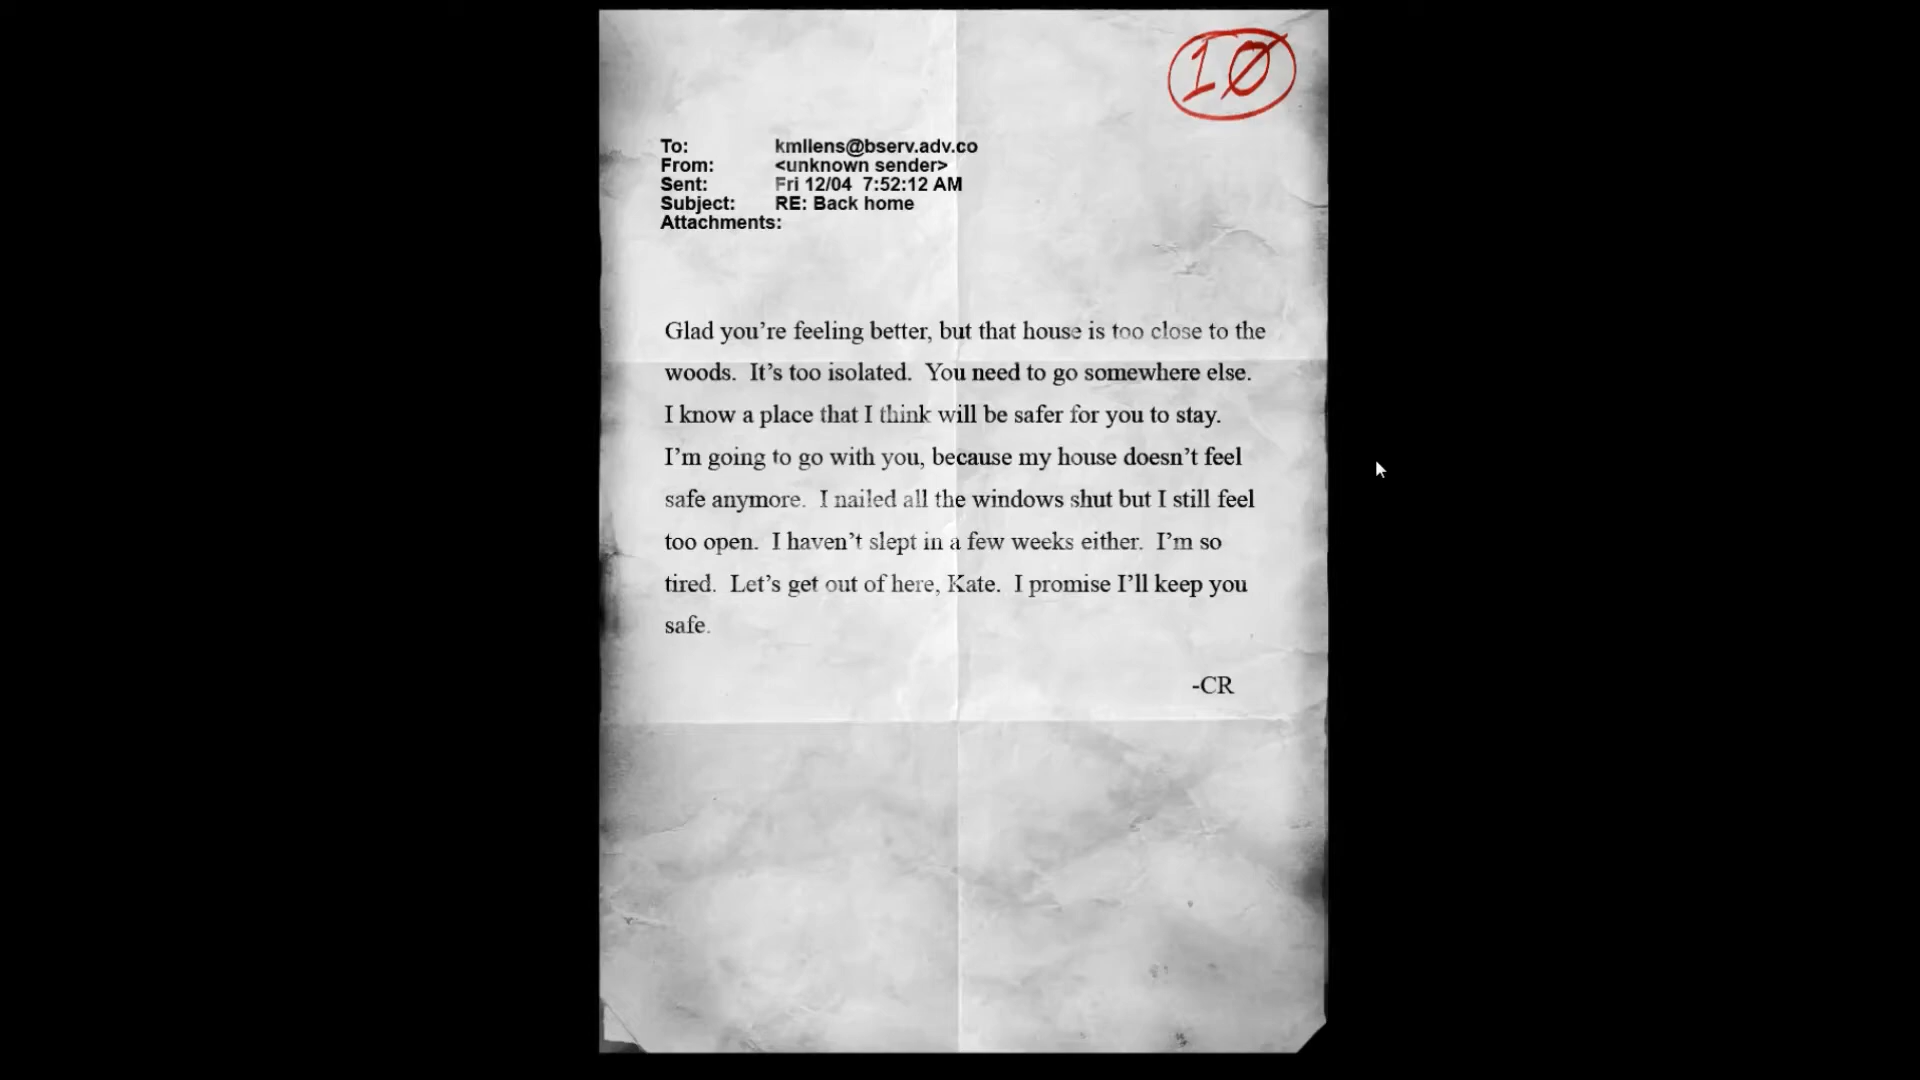 10
To: kmllens@bserv.adv.co
From: <unknown sender>
Sent: Fri 12/04  7:52:12 AM
Subject: RE: Back home
Attachments:
Glad you’re feeling better, but that house is too close to the
woods.  It’s too isolated.  You need to go somewhere else.
I know a place that I think will be safer for you to stay.
I’m going to go with you, because my house doesn’t feel
safe anymore.  I nailed all the windows shut but I still feel
too open.  I haven’t slept in a few weeks either.  I’m so
tired.  Let’s get out of here, Kate.  I promise I’ll keep you
safe.
-CR